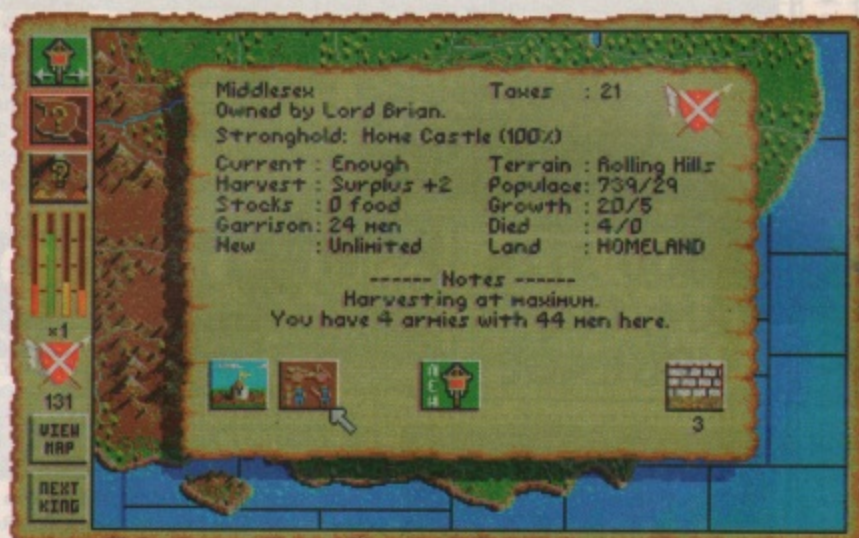 Middlesex Taxes : 21
Owned by Lord Brian.
Stronghold: Home Castle (100%)
Current : Enough Terrain : Rolling Hills
Harvest : Surplus +2 Populace: 739/29
Stocks : 0 food Growth : 20/5
Garrison: 24 men Died : 4/0
New : Unlimited Land : HOMELAND
------ Notes ------
Harvesting at maximum.
You have 4 armies with 44 men here.
×1
131
VIEW
MAP
NEXT
KING
NEW
3